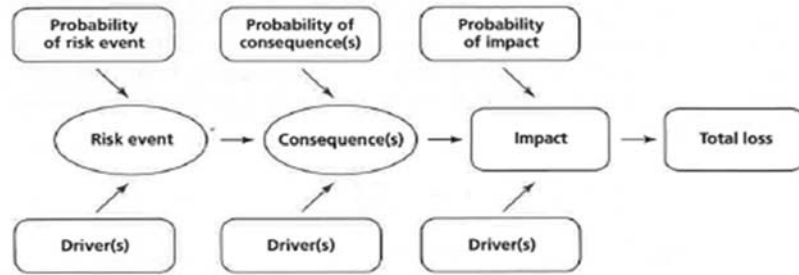 Probability
of risk event
Probability of
consequence(s)
Probability
of impact
Risk event
Consequence(s)
Impact
Total loss
Driver(s)
Driver(s)
Driver(s)